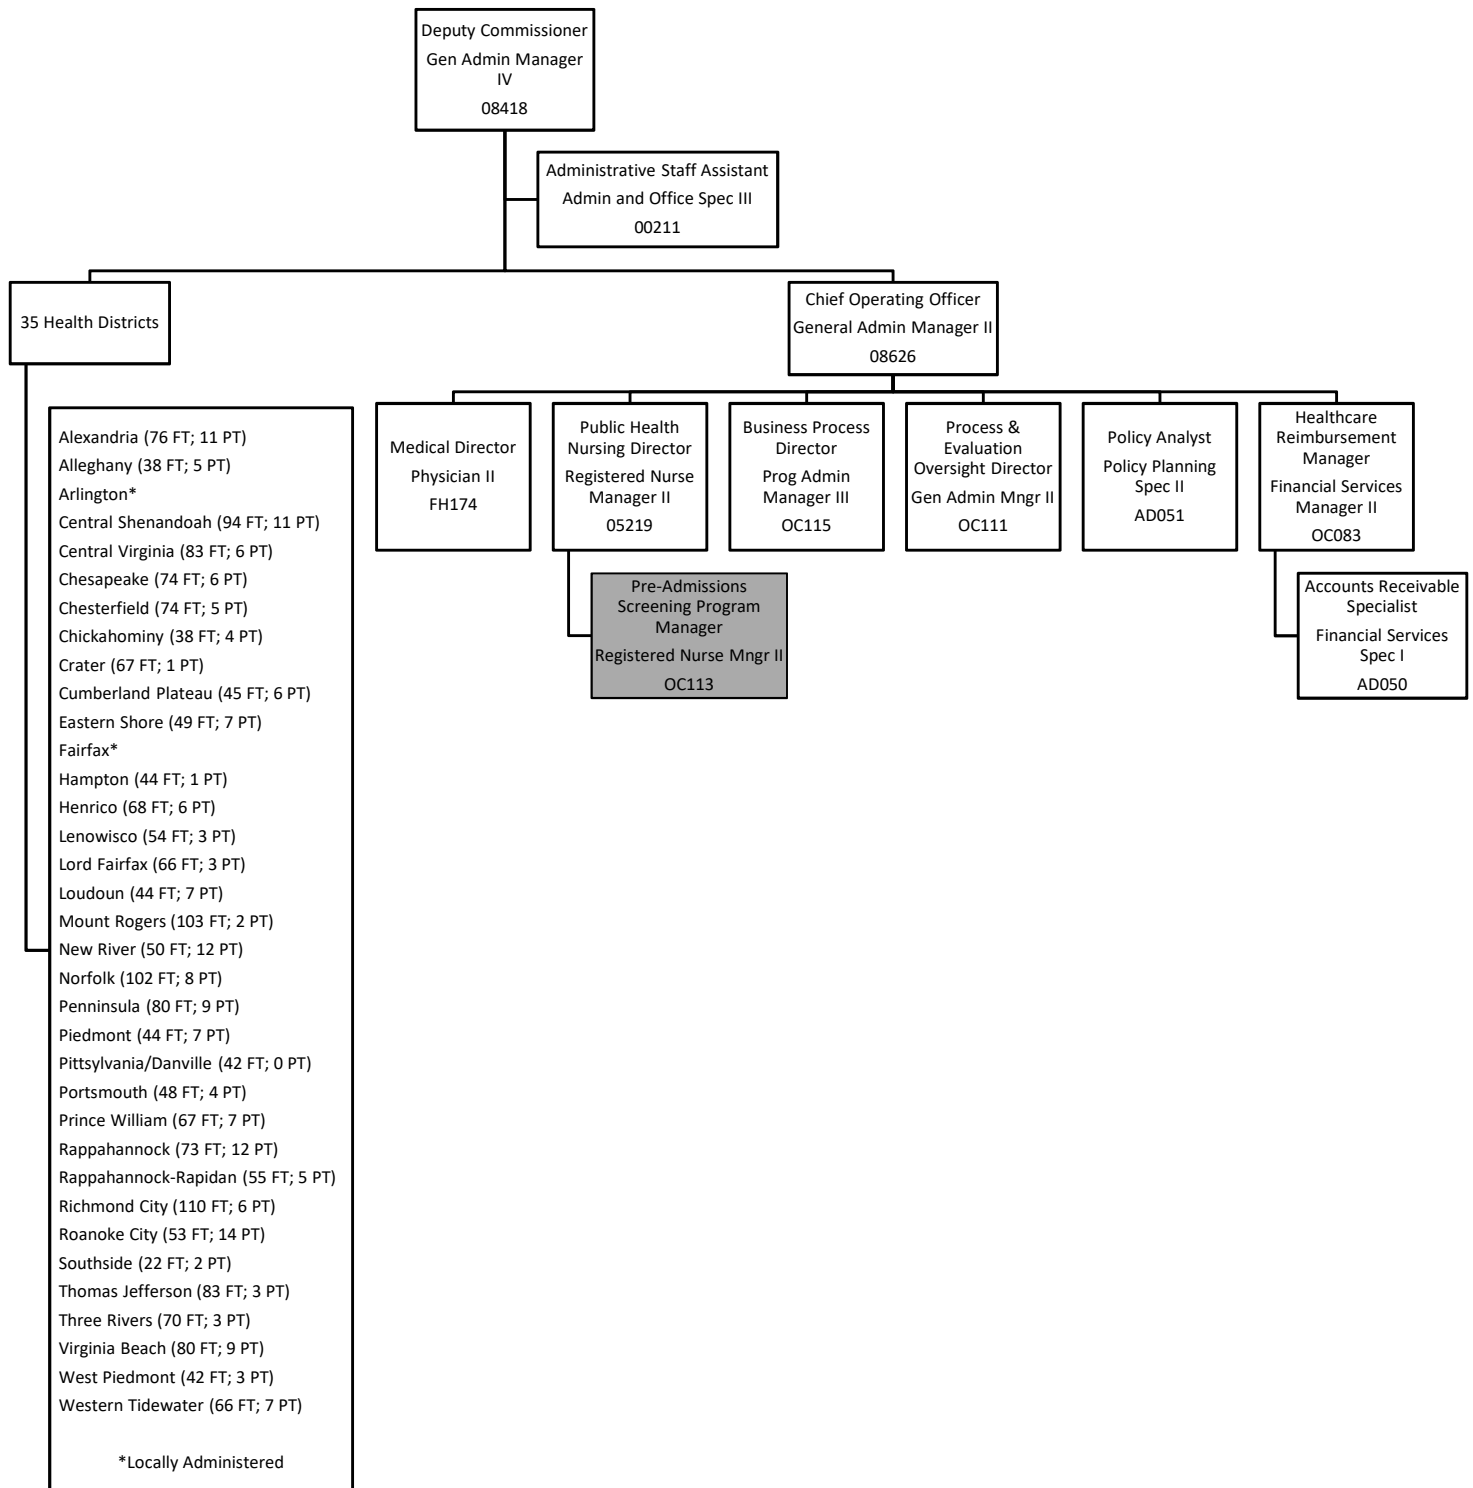 Deputy Commissioner
Gen Admin Manager
IV
08418
Administrative Staff Assistant
Admin and Office Spec III
00211
35 Health Districts
Chief Operating Officer
General Admin Manager II
08626
Alexandria (76 FT; 11 PT)
Alleghany (38 FT; 5 PT)
Arlington*
Central Shenandoah (94 FT; 11 PT)
Central Virginia (83 FT; 6 PT)
Chesapeake (74 FT; 6 PT)
Chesterfield (74 FT; 5 PT)
Chickahominy (38 FT; 4 PT)
Crater (67 FT; 1 PT)
Cumberland Plateau (45 FT; 6 PT)
Eastern Shore (49 FT; 7 PT)
Fairfax*
Hampton (44 FT; 1 PT)
Henrico (68 FT; 6 PT)
Lenowisco (54 FT; 3 PT)
Lord Fairfax (66 FT; 3 PT)
Loudoun (44 FT; 7 PT)
Mount Rogers (103 FT; 2 PT)
New River (50 FT; 12 PT)
Norfolk (102 FT; 8 PT)
Penninsula (80 FT; 9 PT)
Piedmont (44 FT; 7 PT)
Pittsylvania/Danville (42 FT; 0 PT)
Portsmouth (48 FT; 4 PT)
Prince William (67 FT; 7 PT)
Rappahannock (73 FT; 12 PT)
Rappahannock-Rapidan (55 FT; 5 PT)
Richmond City (110 FT; 6 PT)
Roanoke City (53 FT; 14 PT)
Southside (22 FT; 2 PT)
Thomas Jefferson (83 FT; 3 PT)
Three Rivers (70 FT; 3 PT)
Virginia Beach (80 FT; 9 PT)
West Piedmont (42 FT; 3 PT)
Western Tidewater (66 FT; 7 PT)
*Locally Administered
Medical Director
Physician II
FH174
Public Health
Nursing Director
Registered Nurse
Manager II
05219
Pre-Admissions
Screening Program
Manager
Registered Nurse Mngr II
OC113
Business Process
Director
Prog Admin
Manager III
OC115
Process &
Evaluation
Oversight Director
Gen Admin Mngr II
OC111
Policy Analyst
Policy Planning
Spec II
AD051
Healthcare
Reimbursement
Manager
Financial Services
Manager II
OC083
Accounts Receivable
Specialist
Financial Services
Spec I
AD050